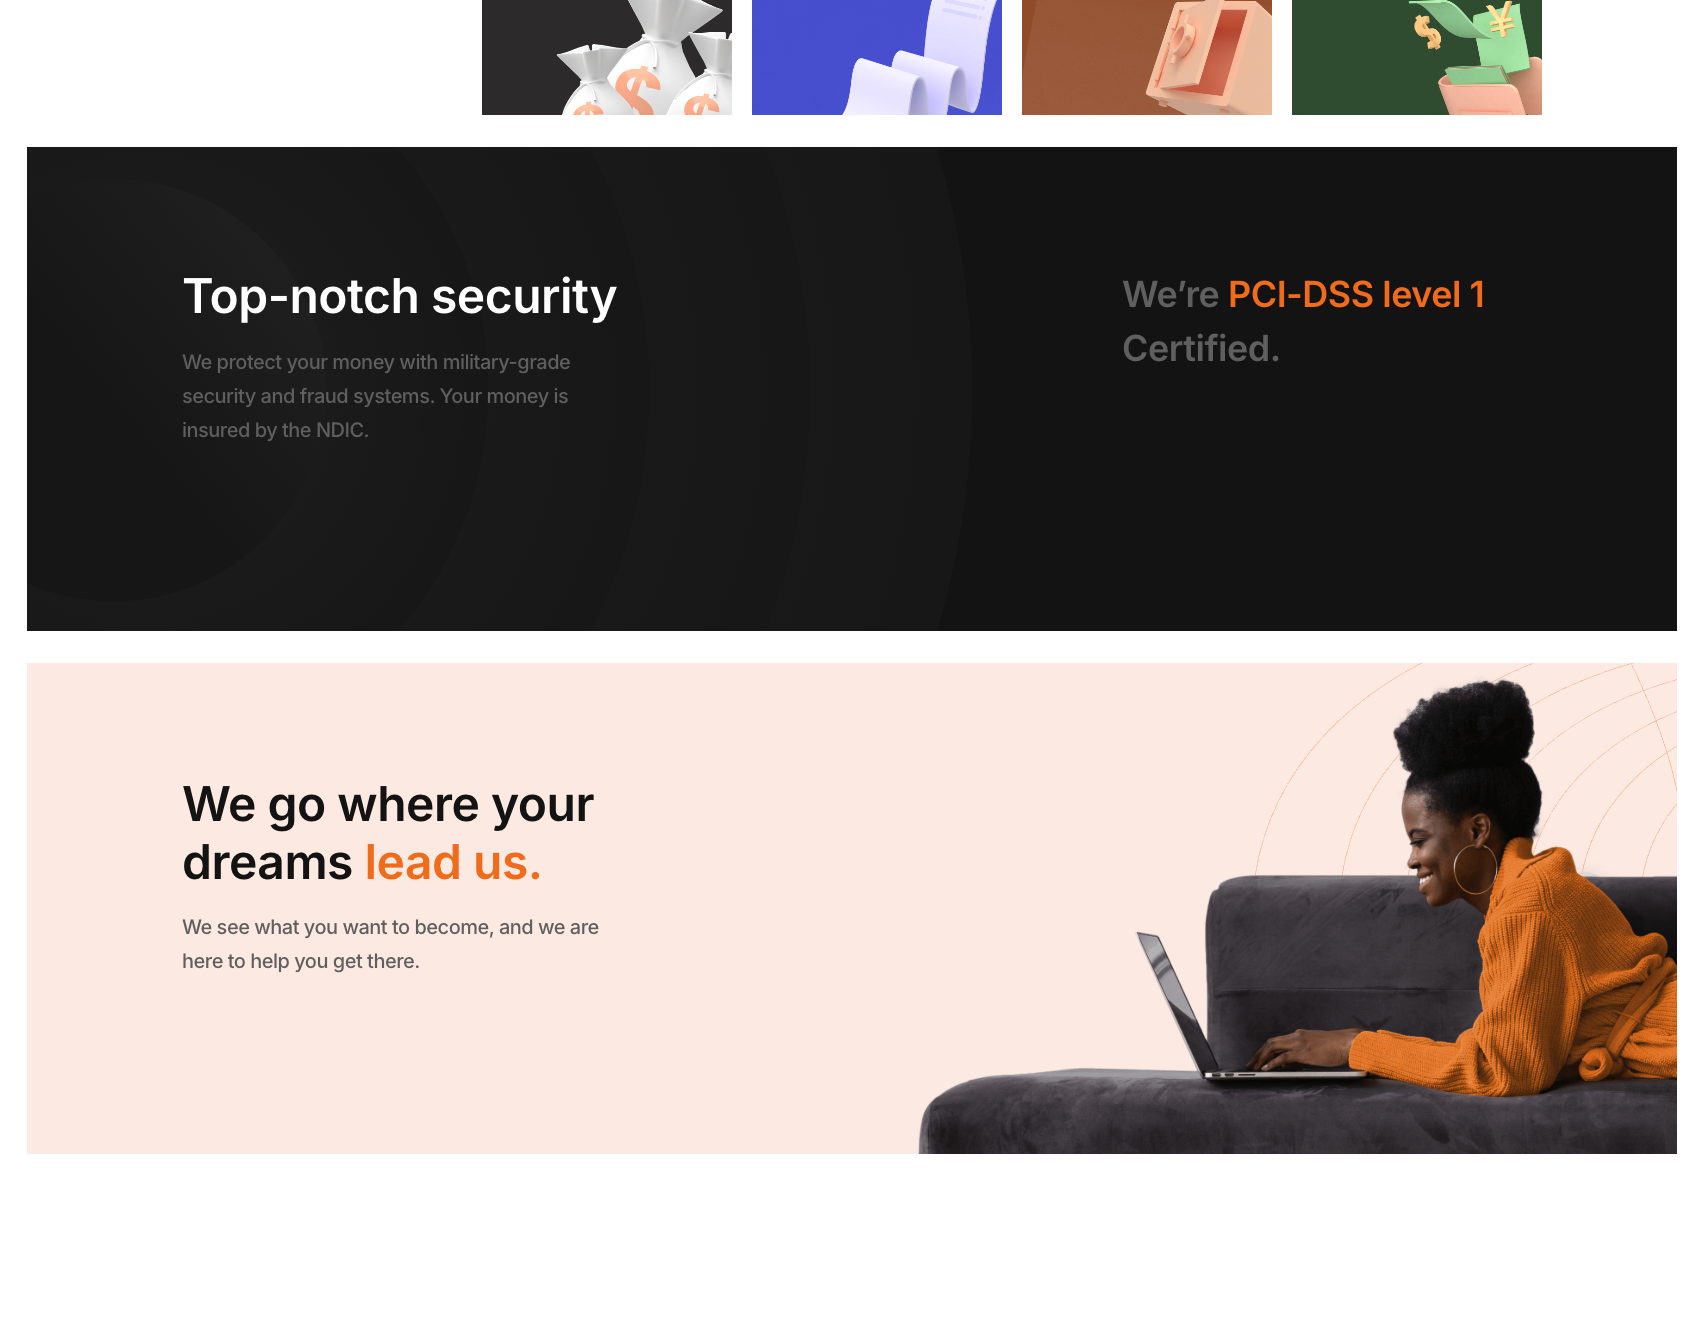 Top-notch security
We protect your money with military-grade
security and fraud systems. Your money is
insured by the NDIC.
We’re PCI-DSS level 1
Certified.
We go where your
dreams lead us.
We see what you want to become, and we are
here to help you get there.